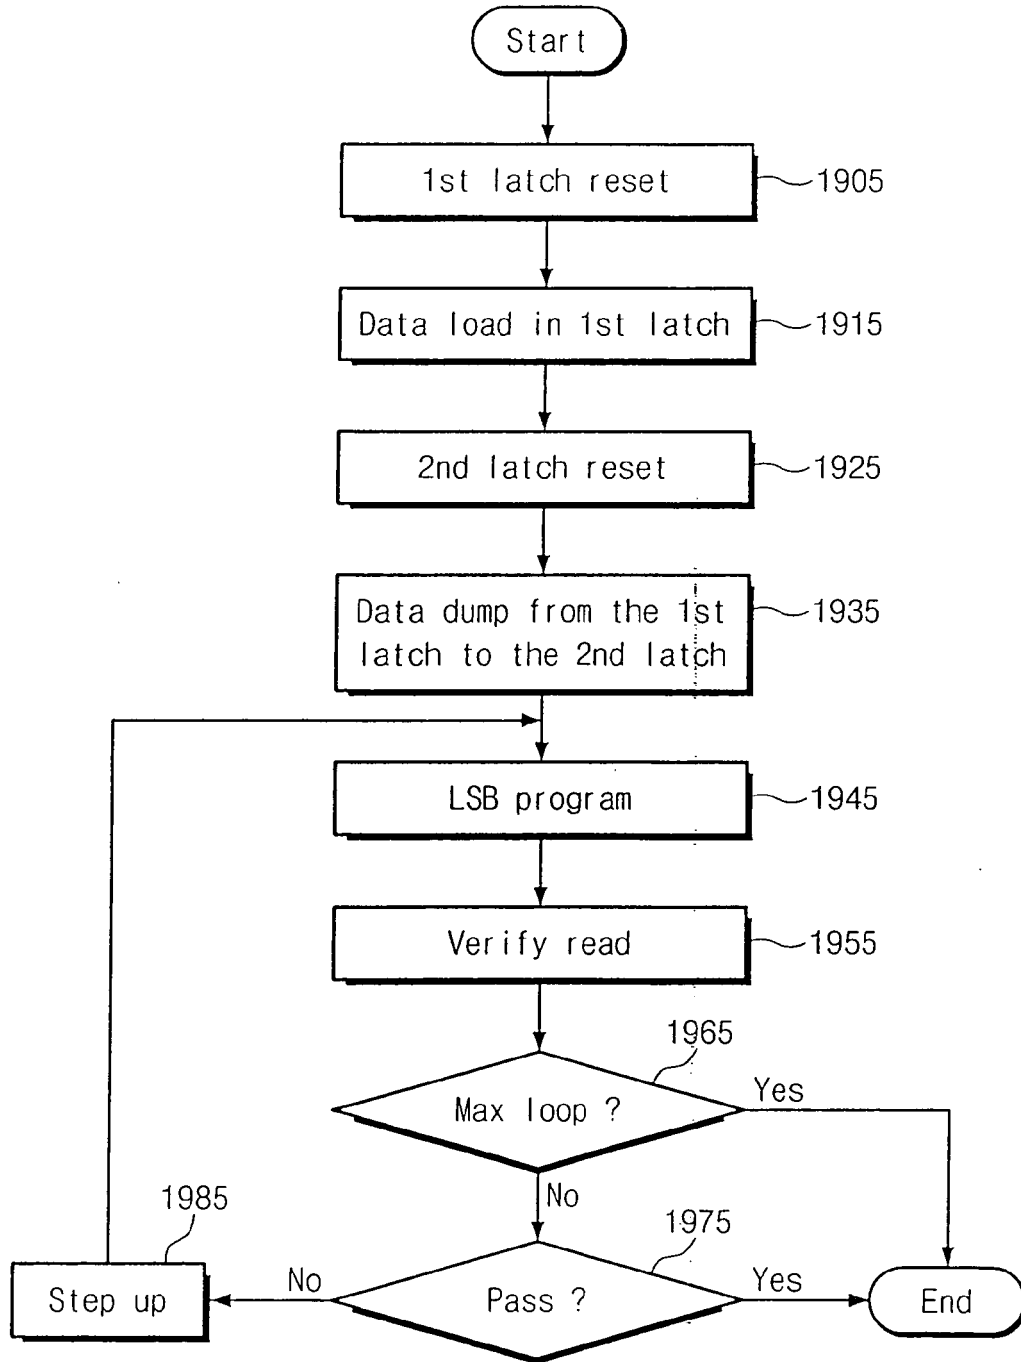 Start
1st latch reset
1905
Data load in 1st latch
1915
2nd latch reset
1925
Data dump from the 1st
latch to the 2nd latch
1935
LSB program
1945
Verify read
1955
1965
Max loop ?
Yes
No
1985
1975
Step up
No
Pass ?
Yes
End